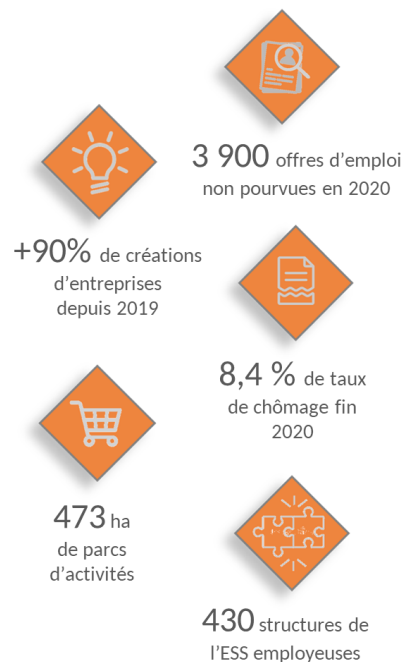 3 900 offres d’emploi
non pourvues en 2020
+90% de créations
d’entreprises
depuis 2019
8,4 % de taux
de chômage fin
2020
473 ha
de parcs
d’activités
430 structures de
l’ESS employeuses